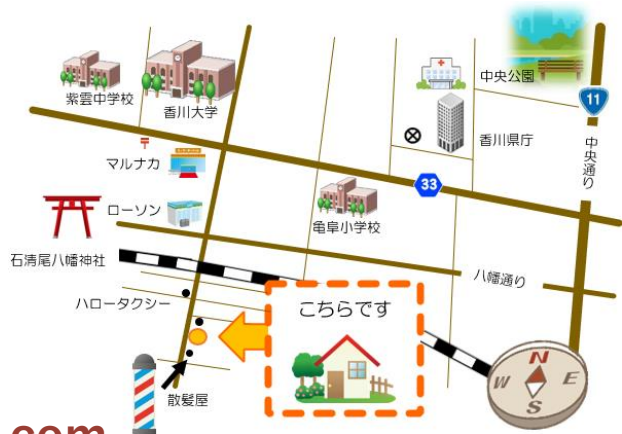 紫雲中学校
香川大学
中央公園
11
香川県庁
中央通り
〒
マルナカ
33
ローソン
亀阜小学校
石清尾八幡神社
八幡通り
ハロータクシー
こちらです
散髪屋
N
W
E
S
com